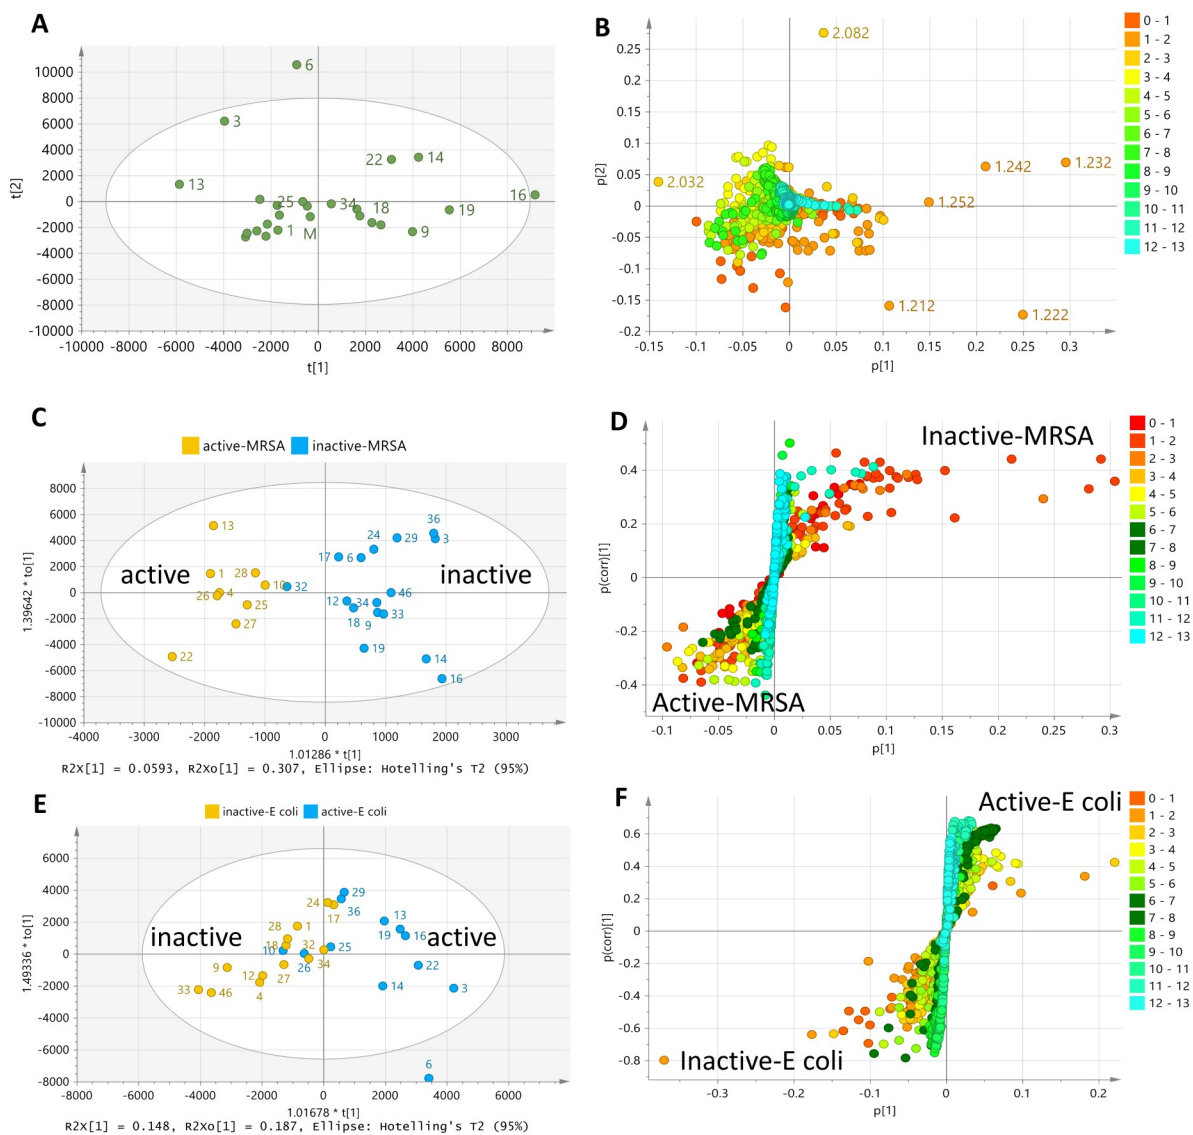 A
10000
8000
6000
4000
2000
0
-2000
-4000
-6000
-8000
-10000
t[2]
6
3
13
22
14
16
25
34
18
19
1
M
9
-10000 -8000 -6000 -4000 -2000 0 2000 4000 6000 8000 10000
t[1]
B
0.25
0.2
0.15
0.1
0.05
0
-0.05
-0.1
-0.15
-0.2
p[2]
2.082
2.032
1.242
1.232
1.252
1.212
1.222
-0.15 -0.1 -0.05 0 0.05 0.1 0.15 0.2 0.25 0.3
p[1]
0 - 1
1 - 2
2 - 3
3 - 4
4 - 5
5 - 6
6 - 7
7 - 8
8 - 9
9 - 10
10 - 11
11 - 12
12 - 13
C
active-MRSA inactive-MRSA
8000
6000
4000
2000
0
-2000
-4000
-6000
-8000
-10000
1.39642 * to[1]
active
inactive
13
1
28
10
26
4
25
27
22
32
36
3
29
24
17
6
46
12
34
18
9
33
19
14
16
-4000 -3000 -2000 -1000 0 1000 2000 3000
1.01286 * t[1]
R2X[1] = 0.0593, R2Xo[1] = 0.307, Ellipse: Hotelling's T2 (95%)
D
Inactive-MRSA
0.4
0.2
0
-0.2
-0.4
p(corr)[1]
Active-MRSA
-0.1 -0.05 0 0.05 0.1 0.15 0.2 0.25 0.3
p[1]
0 - 1
1 - 2
2 - 3
3 - 4
4 - 5
5 - 6
6 - 7
7 - 8
8 - 9
9 - 10
10 - 11
11 - 12
12 - 13
E
inactive-E coli active-E coli
6000
4000
2000
0
-2000
-4000
-6000
-8000
1.49336 * to[1]
inactive
active
24
17
29
36
28
1
18
10
32
26
34
25
13
19
16
9
12
27
4
33
46
22
14
3
6
-8000 -6000 -4000 -2000 0 2000 4000 6000
1.01678 * t[1]
R2X[1] = 0.148, R2Xo[1] = 0.187, Ellipse: Hotelling's T2 (95%)
F
Active-E coli
0.6
0.4
0.2
0
-0.2
-0.4
-0.6
-0.8
p(corr)[1]
Inactive-E coli
-0.3 -0.2 -0.1 0 0.1 0.2
p[1]
0 - 1
1 - 2
2 - 3
3 - 4
4 - 5
5 - 6
6 - 7
7 - 8
8 - 9
9 - 10
10 - 11
11 - 12
12 - 13